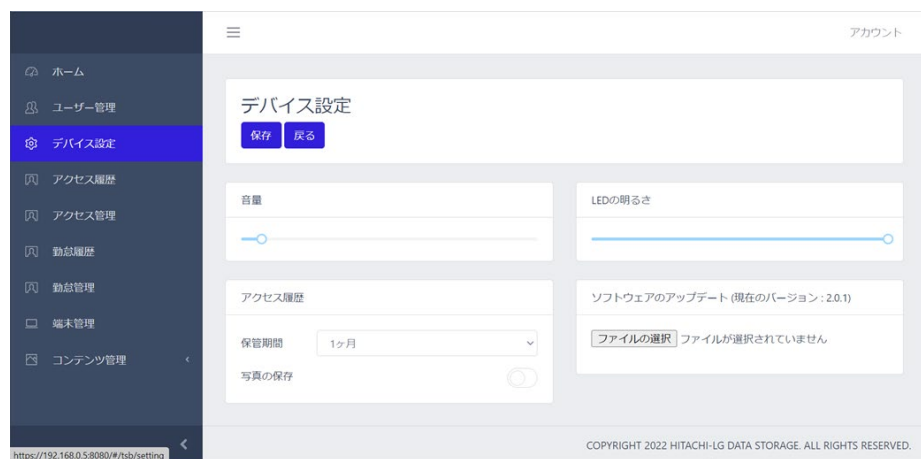 アカウント
ホーム
ユーザー管理
デバイス設定
アクセス履歴
アクセス管理
勤怠履歴
勤怠管理
端末管理
コンテンツ管理
デバイス設定
保存 戻る
音量
LEDの明るさ
アクセス履歴
保管期間 1ヶ月
写真の保存
ソフトウェアのアップデート (現在のバージョン : 2.0.1)
ファイルの選択 ファイルが選択されていません
COPYRIGHT 2022 HITACHI-LG DATA STORAGE. ALL RIGHTS RESERVED.
https://192.168.0.5:8080/#/tsb/setting